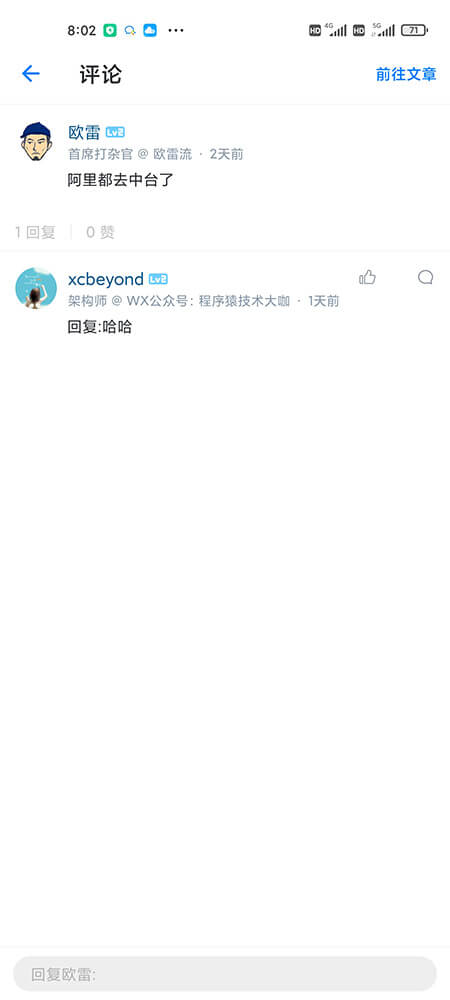 8:02 HD 4G HD 5G 71
评论 前往文章
欧雷 Lv2
首席打杂官 @ 欧雷流 · 2天前
阿里都去中台了
1 回复 0 赞
xcbeyond Lv2
架构师 @ WX公众号: 程序猿技术大咖 · 1天前
回复:哈哈
回复欧雷: